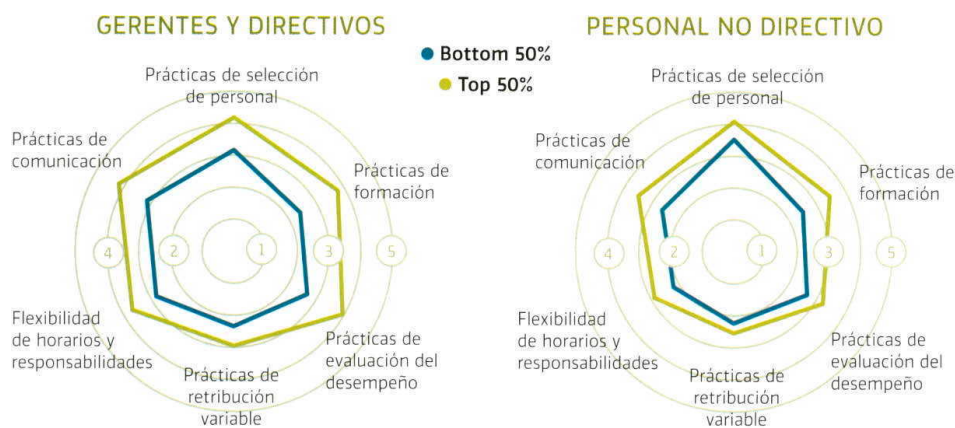 GERENTES Y DIRECTIVOS
Prácticas de selección
de personal
Prácticas de
comunicación
Prácticas de
formación
4
2
1
3
5
Flexibilidad
de horarios y
responsabilidades
Prácticas de
evaluación del
desempeño
Prácticas de
retribución
variable
Bottom 50%
Top 50%
PERSONAL NO DIRECTIVO
Prácticas de selección
de personal
Prácticas de
comunicación
Prácticas de
formación
4
2
1
3
5
Flexibilidad
de horarios y
responsabilidades
Prácticas de
evaluación del
desempeño
Prácticas de
retribución
variable